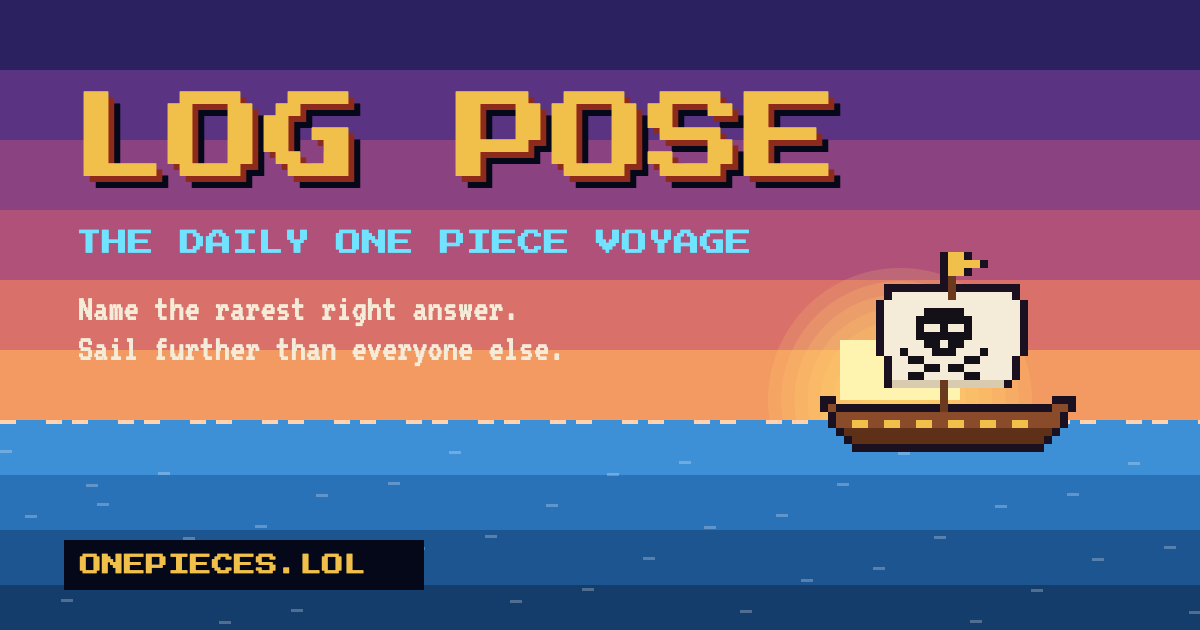 LOG POSE
THE DAILY ONE PIECE VOYAGE
Name the rarest right answer.
Sail further than everyone else.
ONEPIECES.LOL